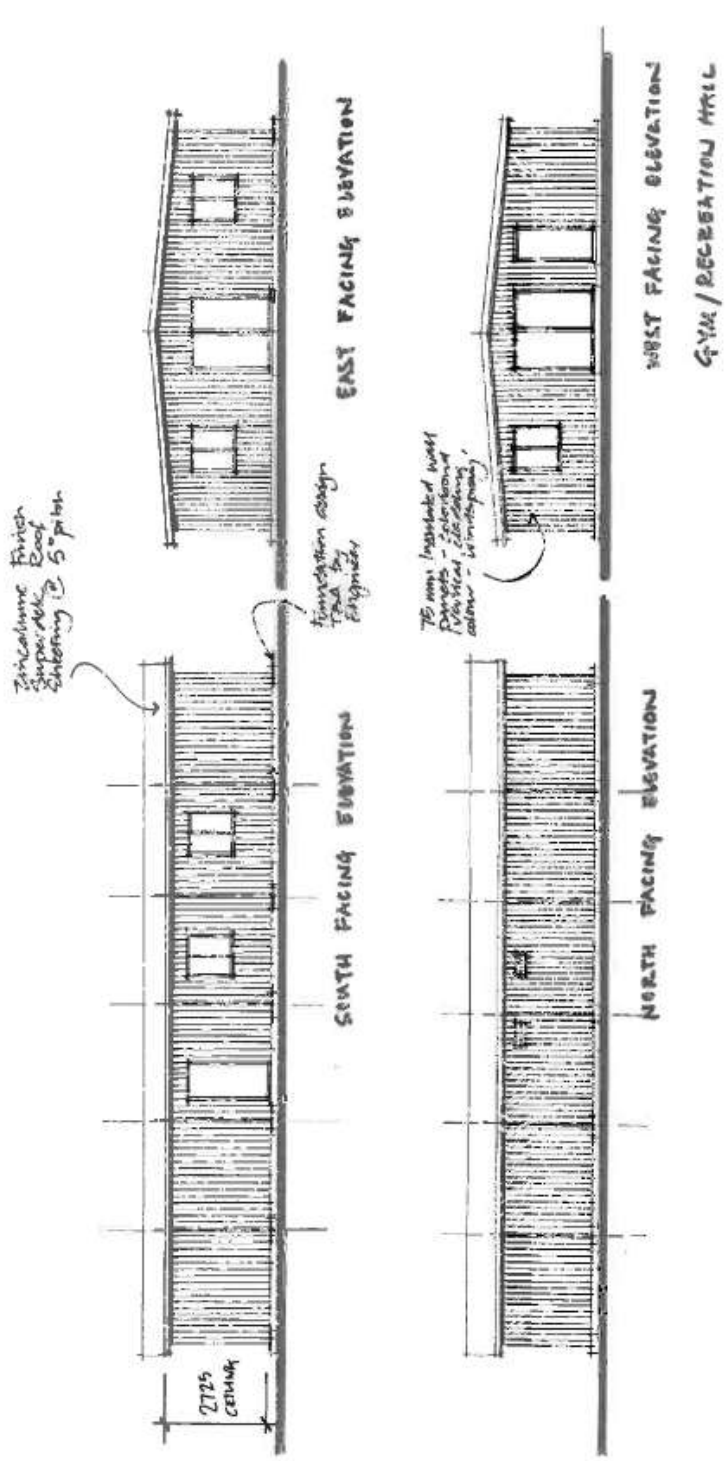 Zincalume Finish
Superdek Roof
Sheeting @ 5° pitch
2725
CEILING
SOUTH FACING ELEVATION
Foundation design
by
Engineer
EAST FACING ELEVATION
75 mm Insulated wall
panels - colorbond
vertical cladding,
colour -
NORTH FACING ELEVATION
WEST FACING ELEVATION
GYM/RECREATION HALL